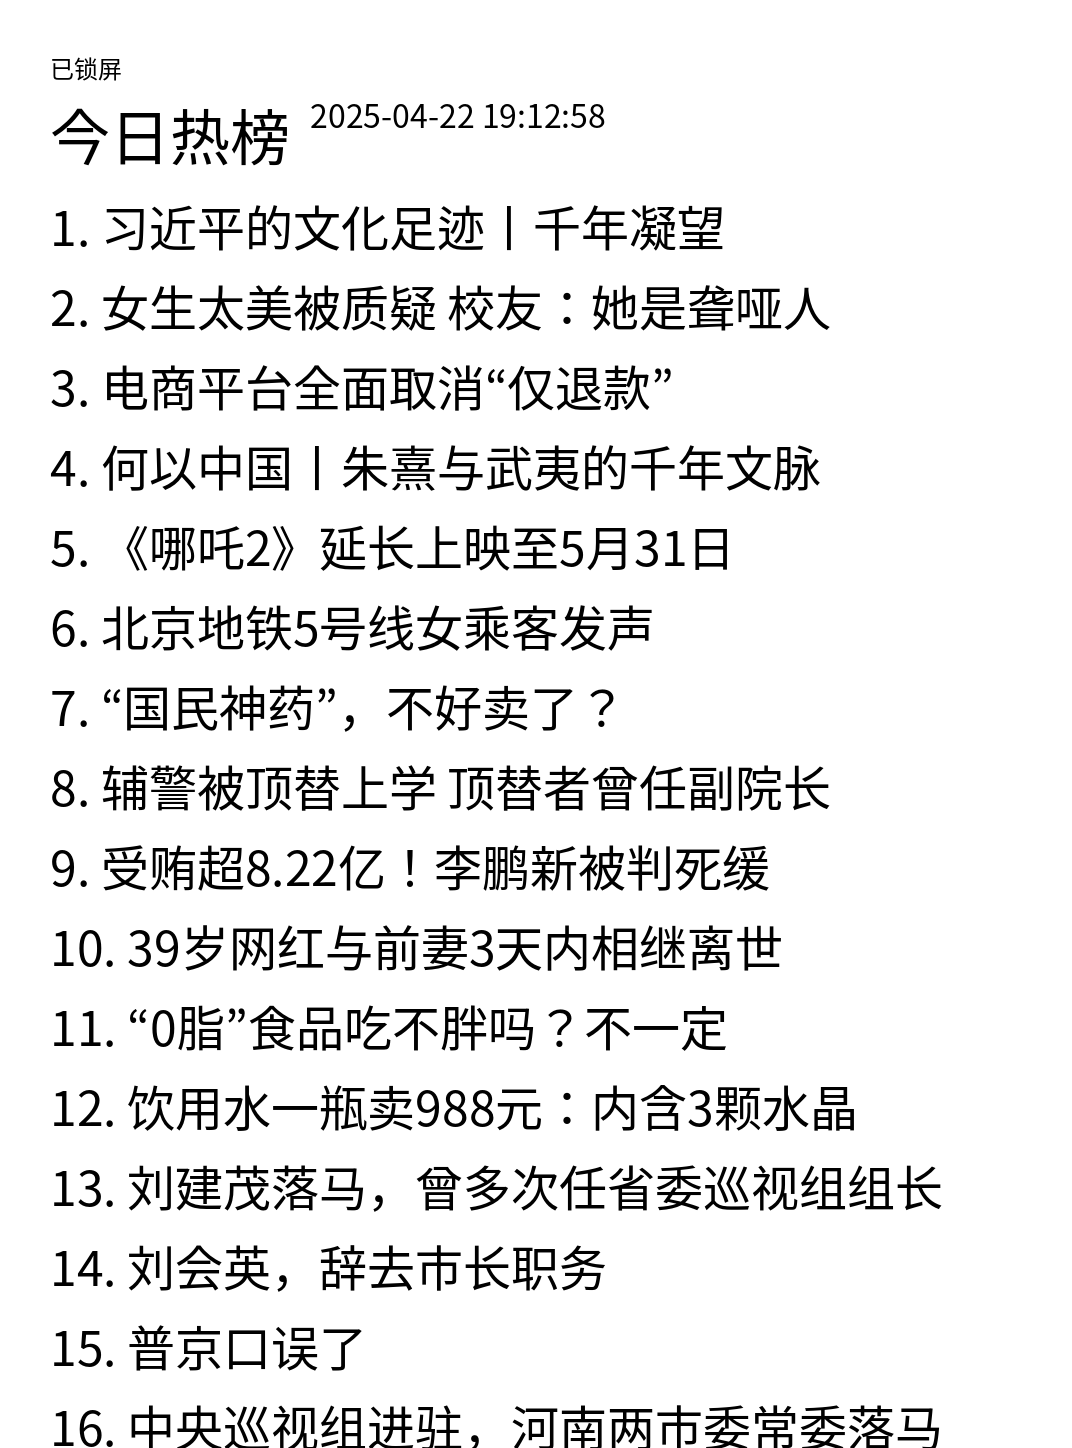 已锁屏
今日热榜 2025-04-22 19:12:58
1. 习近平的文化足迹丨千年凝望
2. 女生太美被质疑 校友：她是聋哑人
3. 电商平台全面取消“仅退款”
4. 何以中国丨朱熹与武夷的千年文脉
5. 《哪吒2》延长上映至5月31日
6. 北京地铁5号线女乘客发声
7. “国民神药”，不好卖了？
8. 辅警被顶替上学 顶替者曾任副院长
9. 受贿超8.22亿！李鹏新被判死缓
10. 39岁网红与前妻3天内相继离世
11. “0脂”食品吃不胖吗？不一定
12. 饮用水一瓶卖988元：内含3颗水晶
13. 刘建茂落马，曾多次任省委巡视组组长
14. 刘会英，辞去市长职务
15. 普京口误了
16. 中央巡视组进驻，河南两市委常委落马